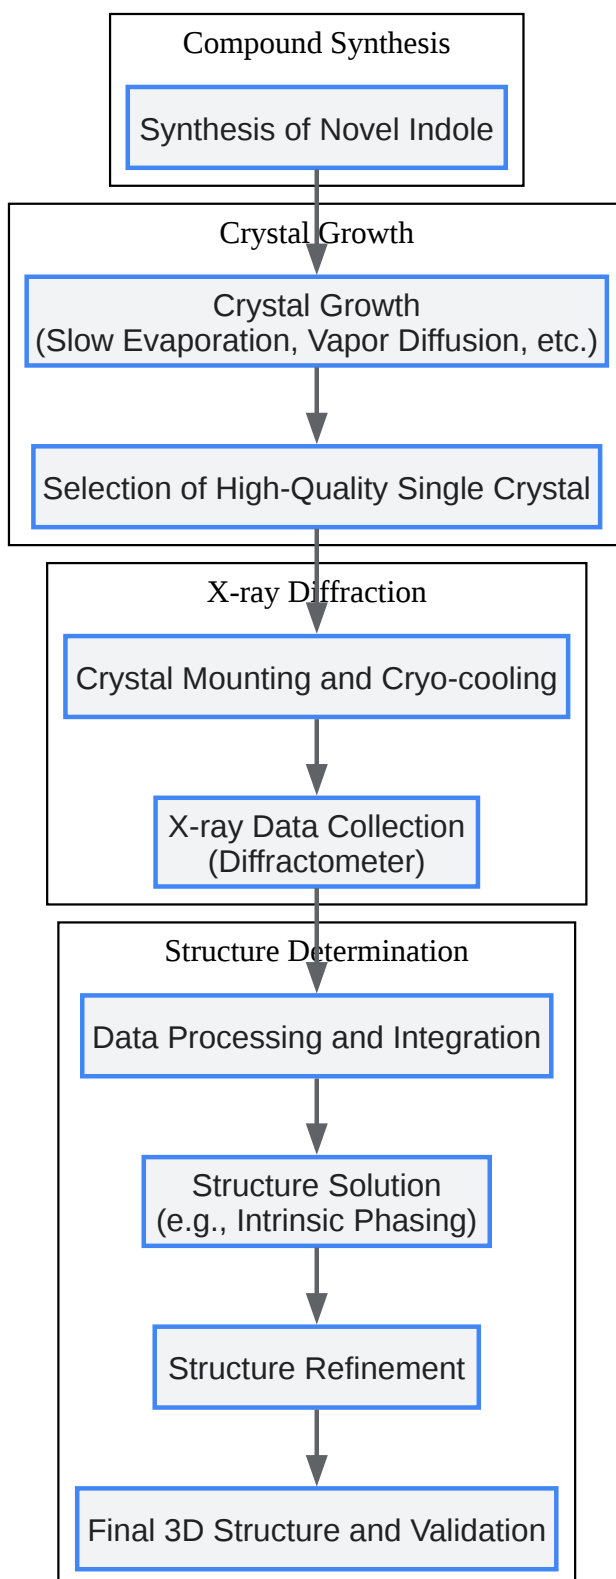 Compound Synthesis
Synthesis of Novel Indole
Crystal Growth
Crystal Growth
(Slow Evaporation, Vapor Diffusion, etc.)
Selection of High-Quality Single Crystal
X-ray Diffraction
Crystal Mounting and Cryo-cooling
X-ray Data Collection
(Diffractometer)
Structure Determination
Data Processing and Integration
Structure Solution
(e.g., Intrinsic Phasing)
Structure Refinement
Final 3D Structure and Validation